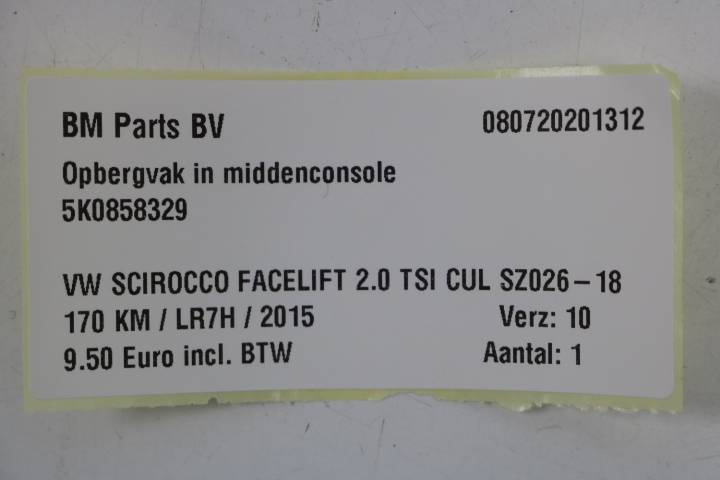 BM Parts BV 080720201312
Opbergvak in middenconsole
5K0858329
VW SCIROCCO FACELIFT 2.0 TSI CUL SZ026-18
170 KM / LR7H / 2015 Verz: 10
9.50 Euro incl. BTW Aantal: 1